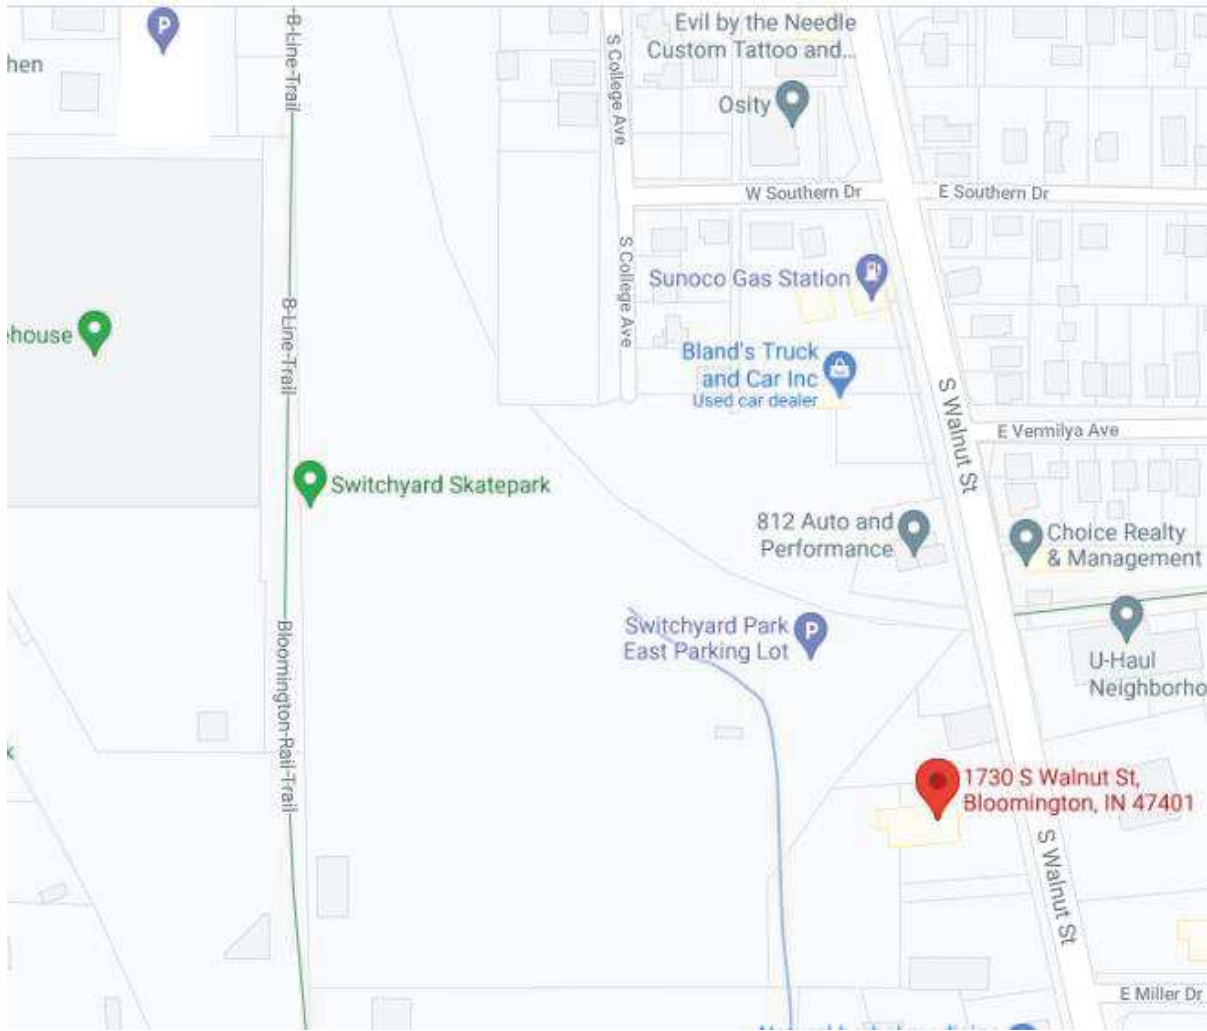 B-Line-Trail
S College Ave
Evil by the Needle
Custom Tattoo and...
P
hen
Osity
W Southern Dr
E Southern Dr
S College Ave
Sunoco Gas Station
B-Line-Trail
ehouse
Bland's Truck
and Car Inc
Used car dealer
S Walnut St
E Vermilya Ave
Switchyard Skatepark
812 Auto and
Performance
Choice Realty
& Management
Switchyard Park
East Parking Lot
P
U-Haul
Neighborho
Bloomington-Rail-Trail
k
1730 S Walnut St,
Bloomington, IN 47401
S Walnut St
E Miller Dr